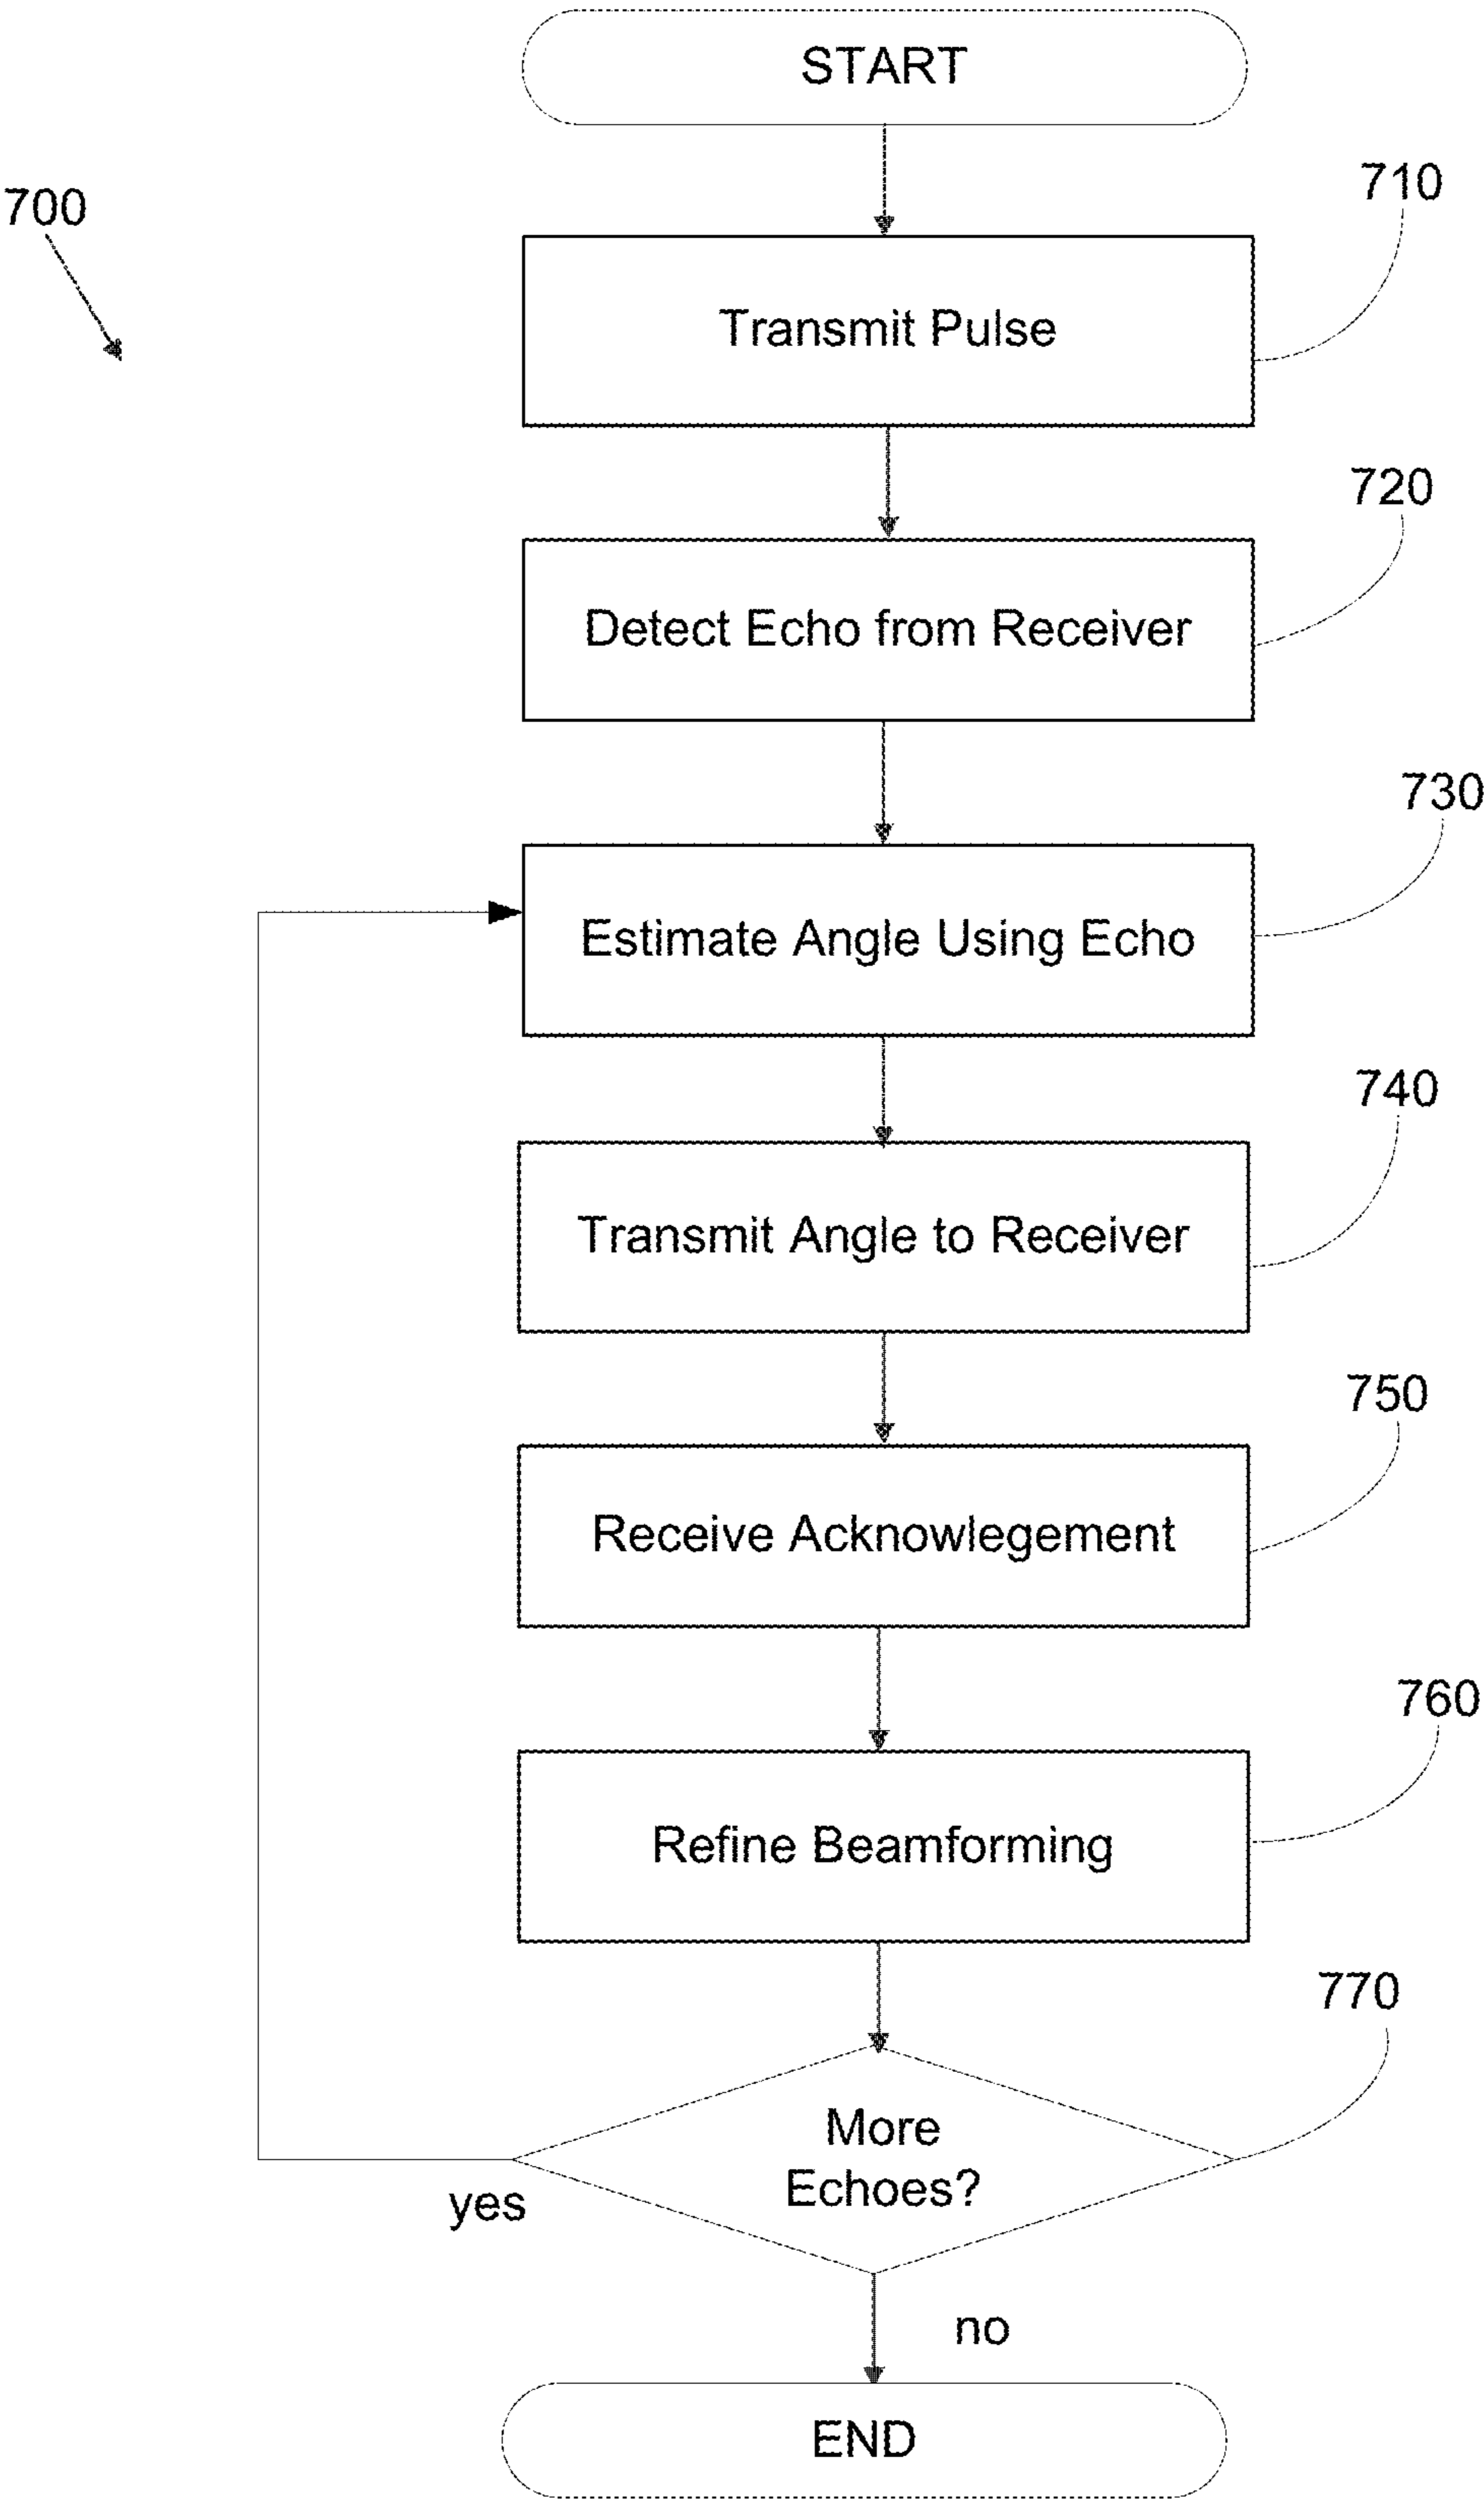 START
700
710
Transmit Pulse
720
Detect Echo from Receiver
730
Estimate Angle Using Echo
740
Transmit Angle to Receiver
750
Receive Acknowlegement
760
Refine Beamforming
770
More
Echoes?
yes
no
END